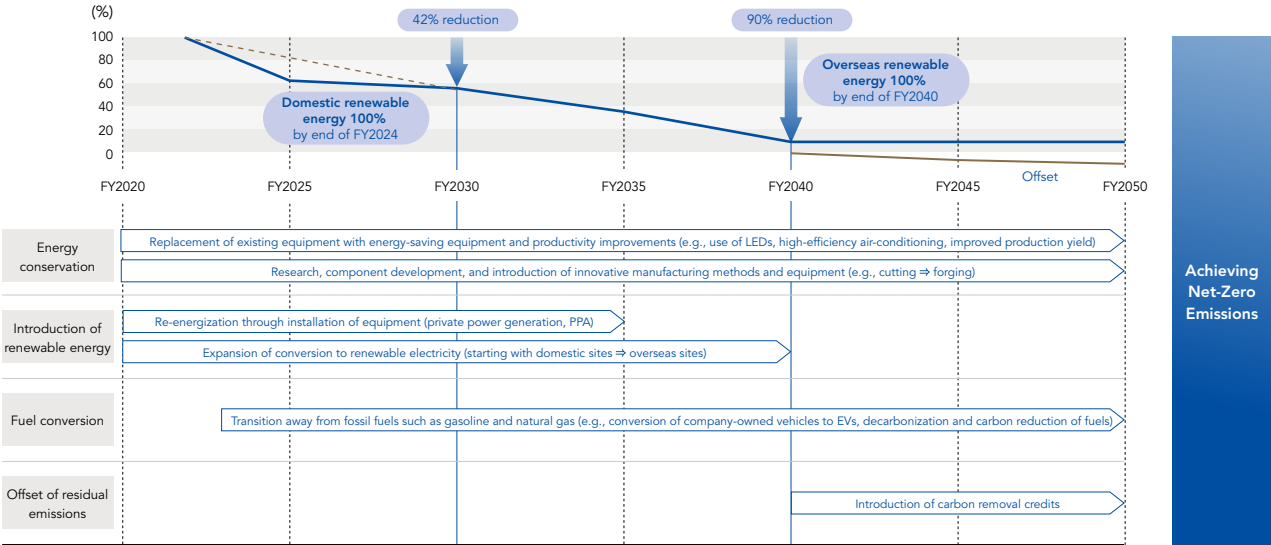 (%)
42% reduction
90% reduction
100
80
60
40
20
0
Domestic renewable
energy 100%
by end of FY2024
Overseas renewable
energy 100%
by end of FY2040
Offset
FY2020
FY2025
FY2030
FY2035
FY2040
FY2045
FY2050
Energy
conservation
Replacement of existing equipment with energy-saving equipment and productivity improvements (e.g., use of LEDs, high-efficiency air-conditioning, improved production yield)
Research, component development, and introduction of innovative manufacturing methods and equipment (e.g., cutting ⇒ forging)
Introduction of
renewable energy
Re-energization through installation of equipment (private power generation, PPA)
Expansion of conversion to renewable electricity (starting with domestic sites ⇒ overseas sites)
Fuel conversion
Transition away from fossil fuels such as gasoline and natural gas (e.g., conversion of company-owned vehicles to EVs, decarbonization and carbon reduction of fuels)
Offset of residual
emissions
Introduction of carbon removal credits
Achieving
Net-Zero
Emissions